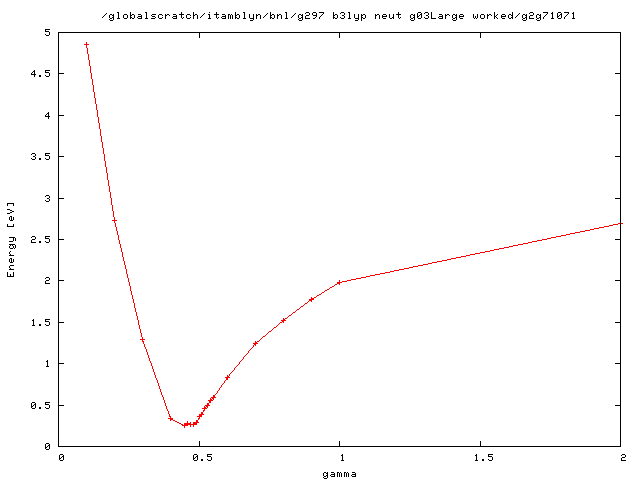 /globalscratch/itamblyn/bnl/g297 b3lyp neut g03Large worked/g2g71071
5
4.5
4
3.5
3
2.5
2
1.5
1
0.5
0
Energy [eV]
0 0.5 1 1.5 2
gamma